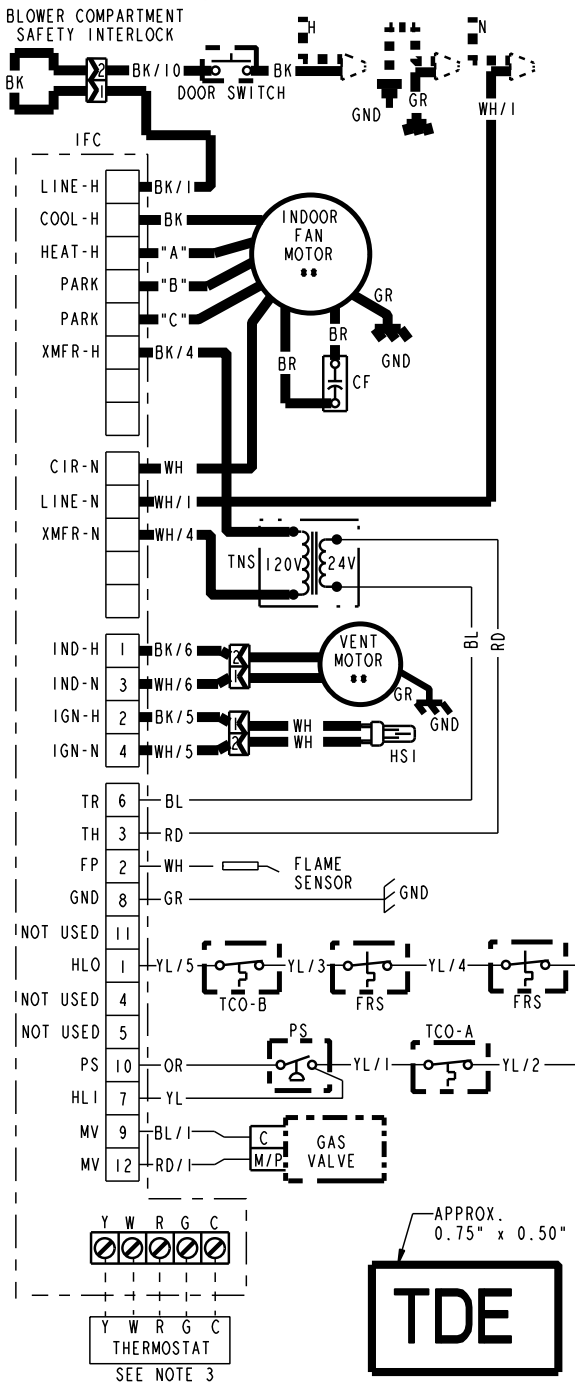 BLOWER COMPARTMENT
SAFETY INTERLOCK
H
N
BK
2
1
BK/10
BK
DOOR SWITCH
GND
GR
WH/1
IFC
LINE-H
BK/1
COOL-H
BK
HEAT-H
"A"
PARK
"B"
PARK
"C"
XMFR-H
BK/4
INDOOR
FAN
MOTOR
**
GR
GND
BR
BR
CF
CIR-N
WH
LINE-N
WH/1
XMFR-N
WH/4
TNS
120V
24V
BL
RD
IND-H
1
BK/6
2
IND-N
3
WH/6
1
IGN-H
2
BK/5
1
WH
IGN-N
4
WH/5
2
WH
VENT
MOTOR
**
GR
GND
HSI
TR
6
BL
TH
3
RD
FP
2
WH
FLAME
SENSOR
GND
8
GR
GND
NOT USED
11
HLO
1
YL/5
TCO-B
YL/3
FRS
YL/4
FRS
NOT USED
4
NOT USED
5
PS
10
OR
PS
YL/1
TCO-A
YL/2
HLI
7
YL
MV
9
BL/1
C
MV
12
RD/1
M/P
GAS
VALVE
Y W R G C
Y W R G C
THERMOSTAT
SEE NOTE 3
APPROX.
0.75" x 0.50"
TDE